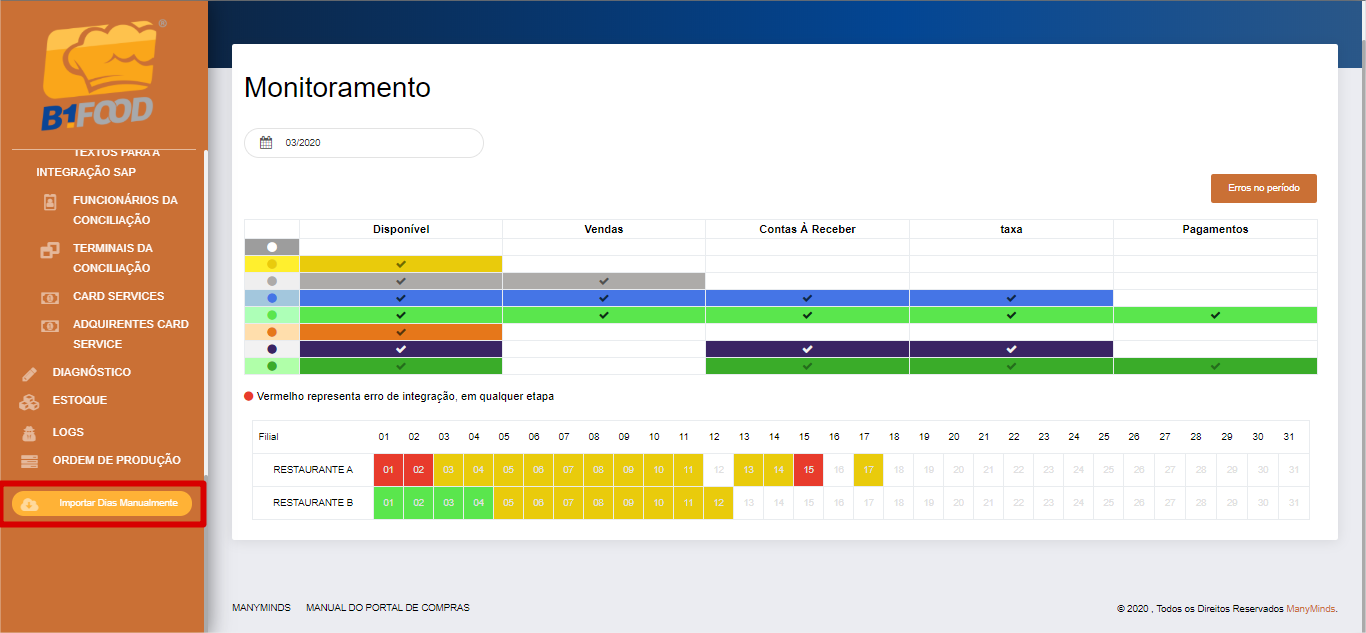 B1FOOD
TEXTOS PARA A
INTEGRAÇÃO SAP
FUNCIONÁRIOS DA
CONCILIAÇÃO
TERMINAIS DA
CONCILIAÇÃO
CARD SERVICES
ADQUIRENTES CARD
SERVICE
DIAGNÓSTICO
ESTOQUE
LOGS
ORDEM DE PRODUÇÃO
Importar Dias Manualmente
Monitoramento
03/2020
Erros no período
Disponível Vendas Contas À Receber taxa Pagamentos
Vermelho representa erro de integração, em qualquer etapa
Filial 01 02 03 04 05 06 07 08 09 10 11 12 13 14 15 16 17 18 19 20 21 22 23 24 25 26 27 28 29 30 31
RESTAURANTE A 01 02 03 04 05 06 07 08 09 10 11 12 13 14 15 16 17 18 19 20 21 22 23 24 25 26 27 28 29 30 31
RESTAURANTE B 01 02 03 04 05 06 07 08 09 10 11 12 13 14 15 16 17 18 19 20 21 22 23 24 25 26 27 28 29 30 31
MANYMINDS MANUAL DO PORTAL DE COMPRAS
© 2020 , Todos os Direitos Reservados ManyMinds.